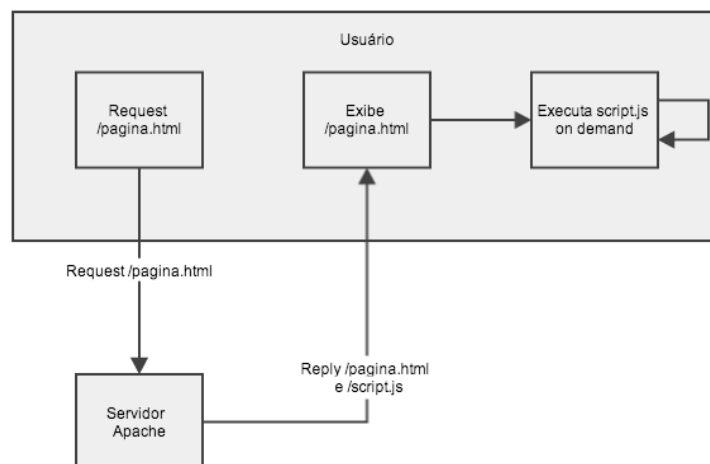 Usuário
Request
/pagina.html
Exibe
/pagina.html
Executa script.js
on demand
Request /pagina.html
Reply /pagina.html
e /script.js
Servidor
Apache